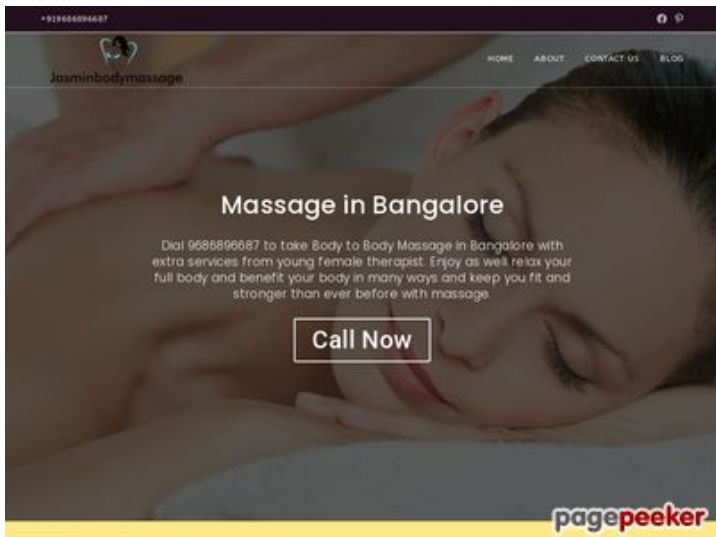 +919686896687
Jasminbodymassage
HOME ABOUT CONTACT US BLOG
Massage in Bangalore
Dial 9686896687 to take Body to Body Massage in Bangalore with
extra services from young female therapist. Enjoy as well relax your
full body and benefit your body in many ways and keep you fit and
stronger than ever before with massage.
Call Now
pagepeeker